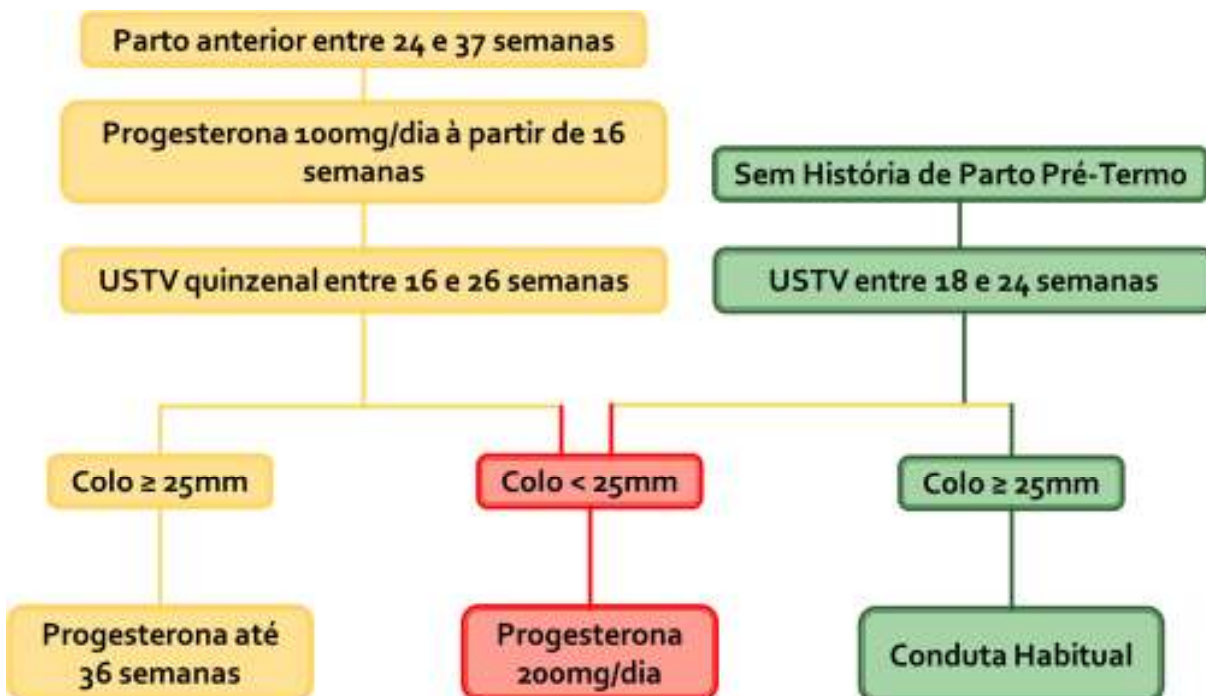 Parto anterior entre 24 e 37 semanas
Progesterona 100mg/dia à partir de 16
semanas
Sem História de Parto Pré-Termo
USTV quinzenal entre 16 e 26 semanas
USTV entre 18 e 24 semanas
Colo ≥ 25mm
Colo < 25mm
Colo ≥ 25mm
Progesterona até
36 semanas
Progesterona
200mg/dia
Conduta Habitual